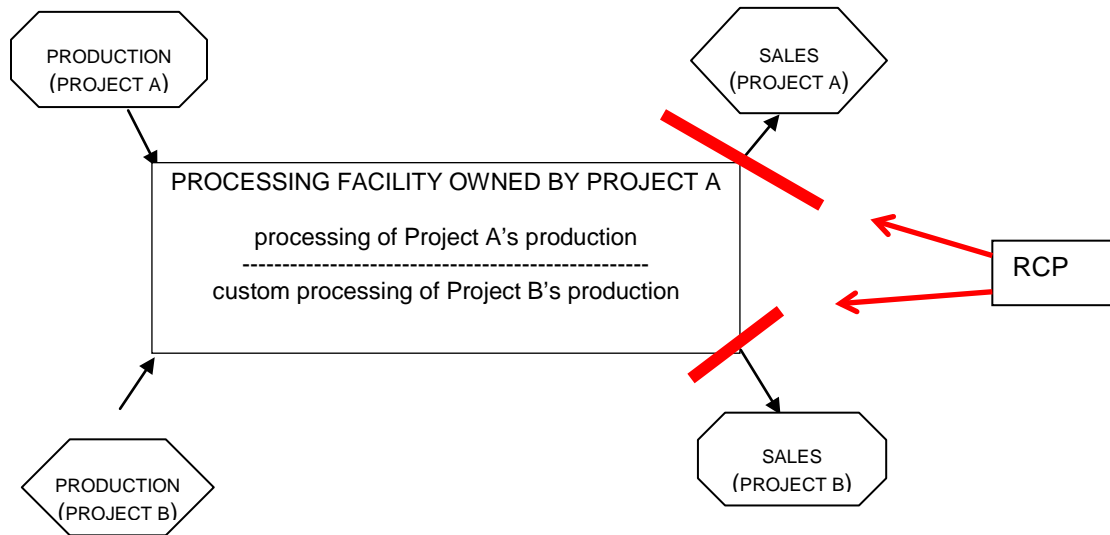 PRODUCTION
(PROJECT A)
SALES
(PROJECT A)
PROCESSING FACILITY OWNED BY PROJECT A
processing of Project A's production
---------------------------------------------------
custom processing of Project B's production
RCP
PRODUCTION
(PROJECT B)
SALES
(PROJECT B)